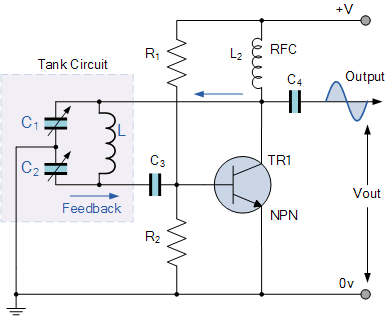 +V
R1
L2 RFC
Tank Circuit
C4 Output
C1
L
C2
C3
TR1
Feedback
Vout
NPN
R2
0v